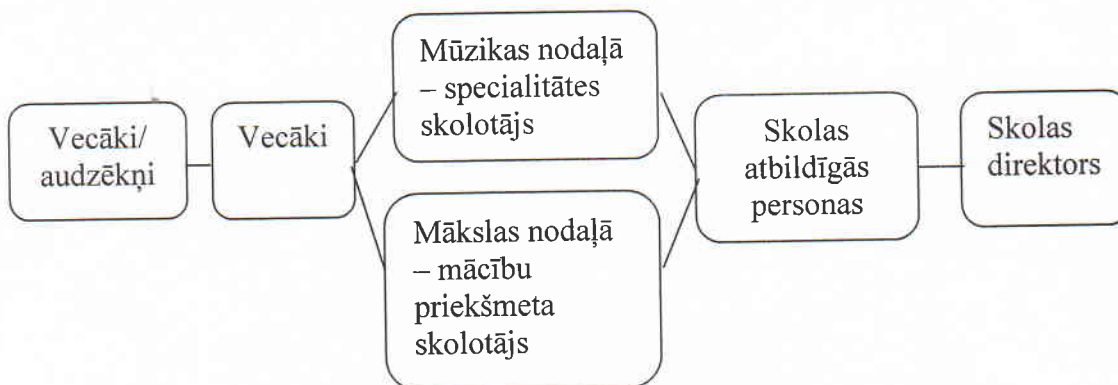 Vecāki/
audzēkņi
Vecāki
Mūzikas nodaļā
– specialitātes
skolotājs
Mākslas nodaļā
– mācību
priekšmeta
skolotājs
Skolas
atbildīgās
personas
Skolas
direktors